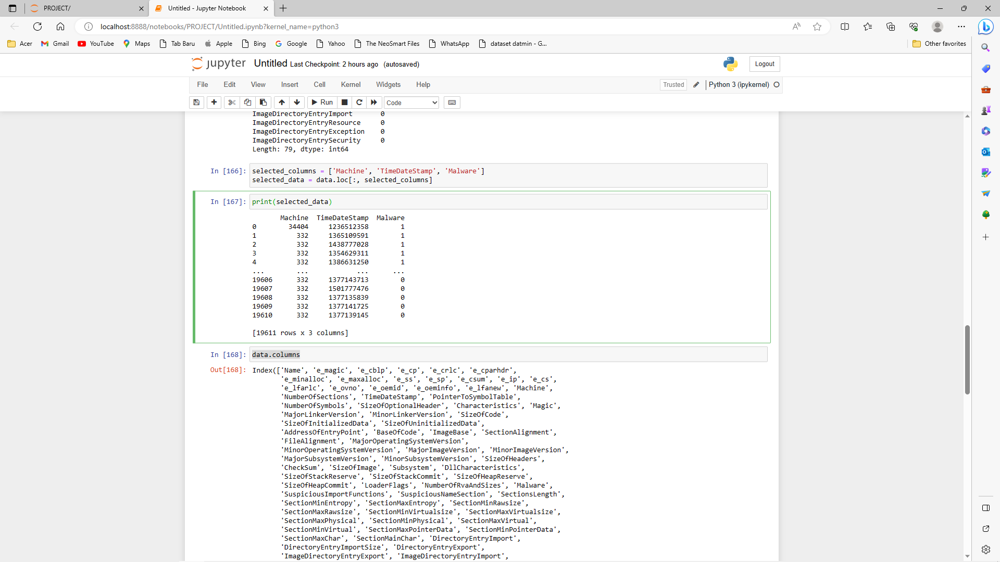 PROJECT/
Untitled - Jupyter Notebook
localhost:8888/notebooks/PROJECT/Untitled.ipynb?kernel_name=python3
Acer
Gmail
YouTube
Maps
Tab Baru
Apple
Bing
Google
Yahoo
The NeoSmart Files
WhatsApp
dataset datmin - G...
Other favorites
jupyter Untitled Last Checkpoint: 2 hours ago (autosaved)
Logout
File Edit View Insert Cell Kernel Widgets Help
Trusted
Python 3 (ipykernel)
Run
Code
ImageDirectoryEntryImport 0
ImageDirectoryEntryResource 0
ImageDirectoryEntryException 0
ImageDirectoryEntrySecurity 0
Length: 79, dtype: int64
In [166]: selected_columns = ['Machine', 'TimeDateStamp', 'Malware']
selected_data = data.loc[:, selected_columns]
In [167]: print(selected_data)
Machine TimeDateStamp Malware
0 34404 1236512358 1
1 332 1365109591 1
2 332 1438777028 1
3 332 1354629311 1
4 332 1386631250 1
... ... ... ...
19606 332 1377143713 0
19607 332 1501777476 0
19608 332 1377135839 0
19609 332 1377141725 0
19610 332 1377139145 0
[19611 rows x 3 columns]
In [168]: data.columns
Out[168]: Index(['Name', 'e_magic', 'e_cblp', 'e_cp', 'e_crlc', 'e_cparhdr',
'e_minalloc', 'e_maxalloc', 'e_ss', 'e_sp', 'e_csum', 'e_ip', 'e_cs',
'e_lfarlc', 'e_ovno', 'e_oemid', 'e_oeminfo', 'e_lfanew', 'Machine',
'NumberOfSections', 'TimeDateStamp', 'PointerToSymbolTable',
'NumberOfSymbols', 'SizeOfOptionalHeader', 'Characteristics', 'Magic',
'MajorLinkerVersion', 'MinorLinkerVersion', 'SizeOfCode',
'SizeOfInitializedData', 'SizeOfUninitializedData',
'AddressOfEntryPoint', 'BaseOfCode', 'ImageBase', 'SectionAlignment',
'FileAlignment', 'MajorOperatingSystemVersion',
'MinorOperatingSystemVersion', 'MajorImageVersion', 'MinorImageVersion',
'MajorSubsystemVersion', 'MinorSubsystemVersion', 'SizeOfHeaders',
'CheckSum', 'SizeOfImage', 'Subsystem', 'DllCharacteristics',
'SizeOfStackReserve', 'SizeOfStackCommit', 'SizeOfHeapReserve',
'SizeOfHeapCommit', 'LoaderFlags', 'NumberOfRvaAndSizes', 'Malware',
'SuspiciousImportFunctions', 'SuspiciousNameSection', 'SectionsLength',
'SectionMinEntropy', 'SectionMaxEntropy', 'SectionMinRawsize',
'SectionMaxRawsize', 'SectionMinVirtualsize', 'SectionMaxVirtualsize',
'SectionMaxPhysical', 'SectionMinPhysical', 'SectionMaxVirtual',
'SectionMinVirtual', 'SectionMaxPointerData', 'SectionMinPointerData',
'SectionMaxChar', 'SectionMainChar', 'DirectoryEntryImport',
'DirectoryEntryImportSize', 'DirectoryEntryExport',
'ImageDirectoryEntryExport', 'ImageDirectoryEntryImport',